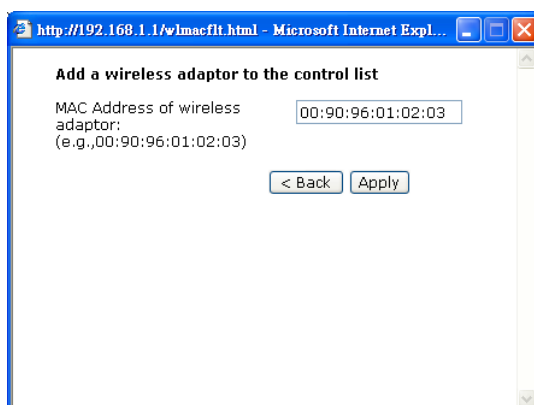 http://192.168.1.1/wlmacflt.html - Microsoft Internet Expl...
Add a wireless adaptor to the control list
MAC Address of wireless
adaptor:
(e.g.,00:90:96:01:02:03)
00:90:96:01:02:03
< Back
Apply